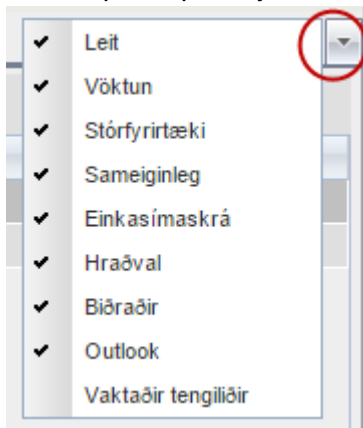 Leit
Vöktun
Stórfyrirtæki
Sameiginleg
Einkasímaskrá
Hraðval
Biðraðir
Outlook
Vaktaðir tengiliðir